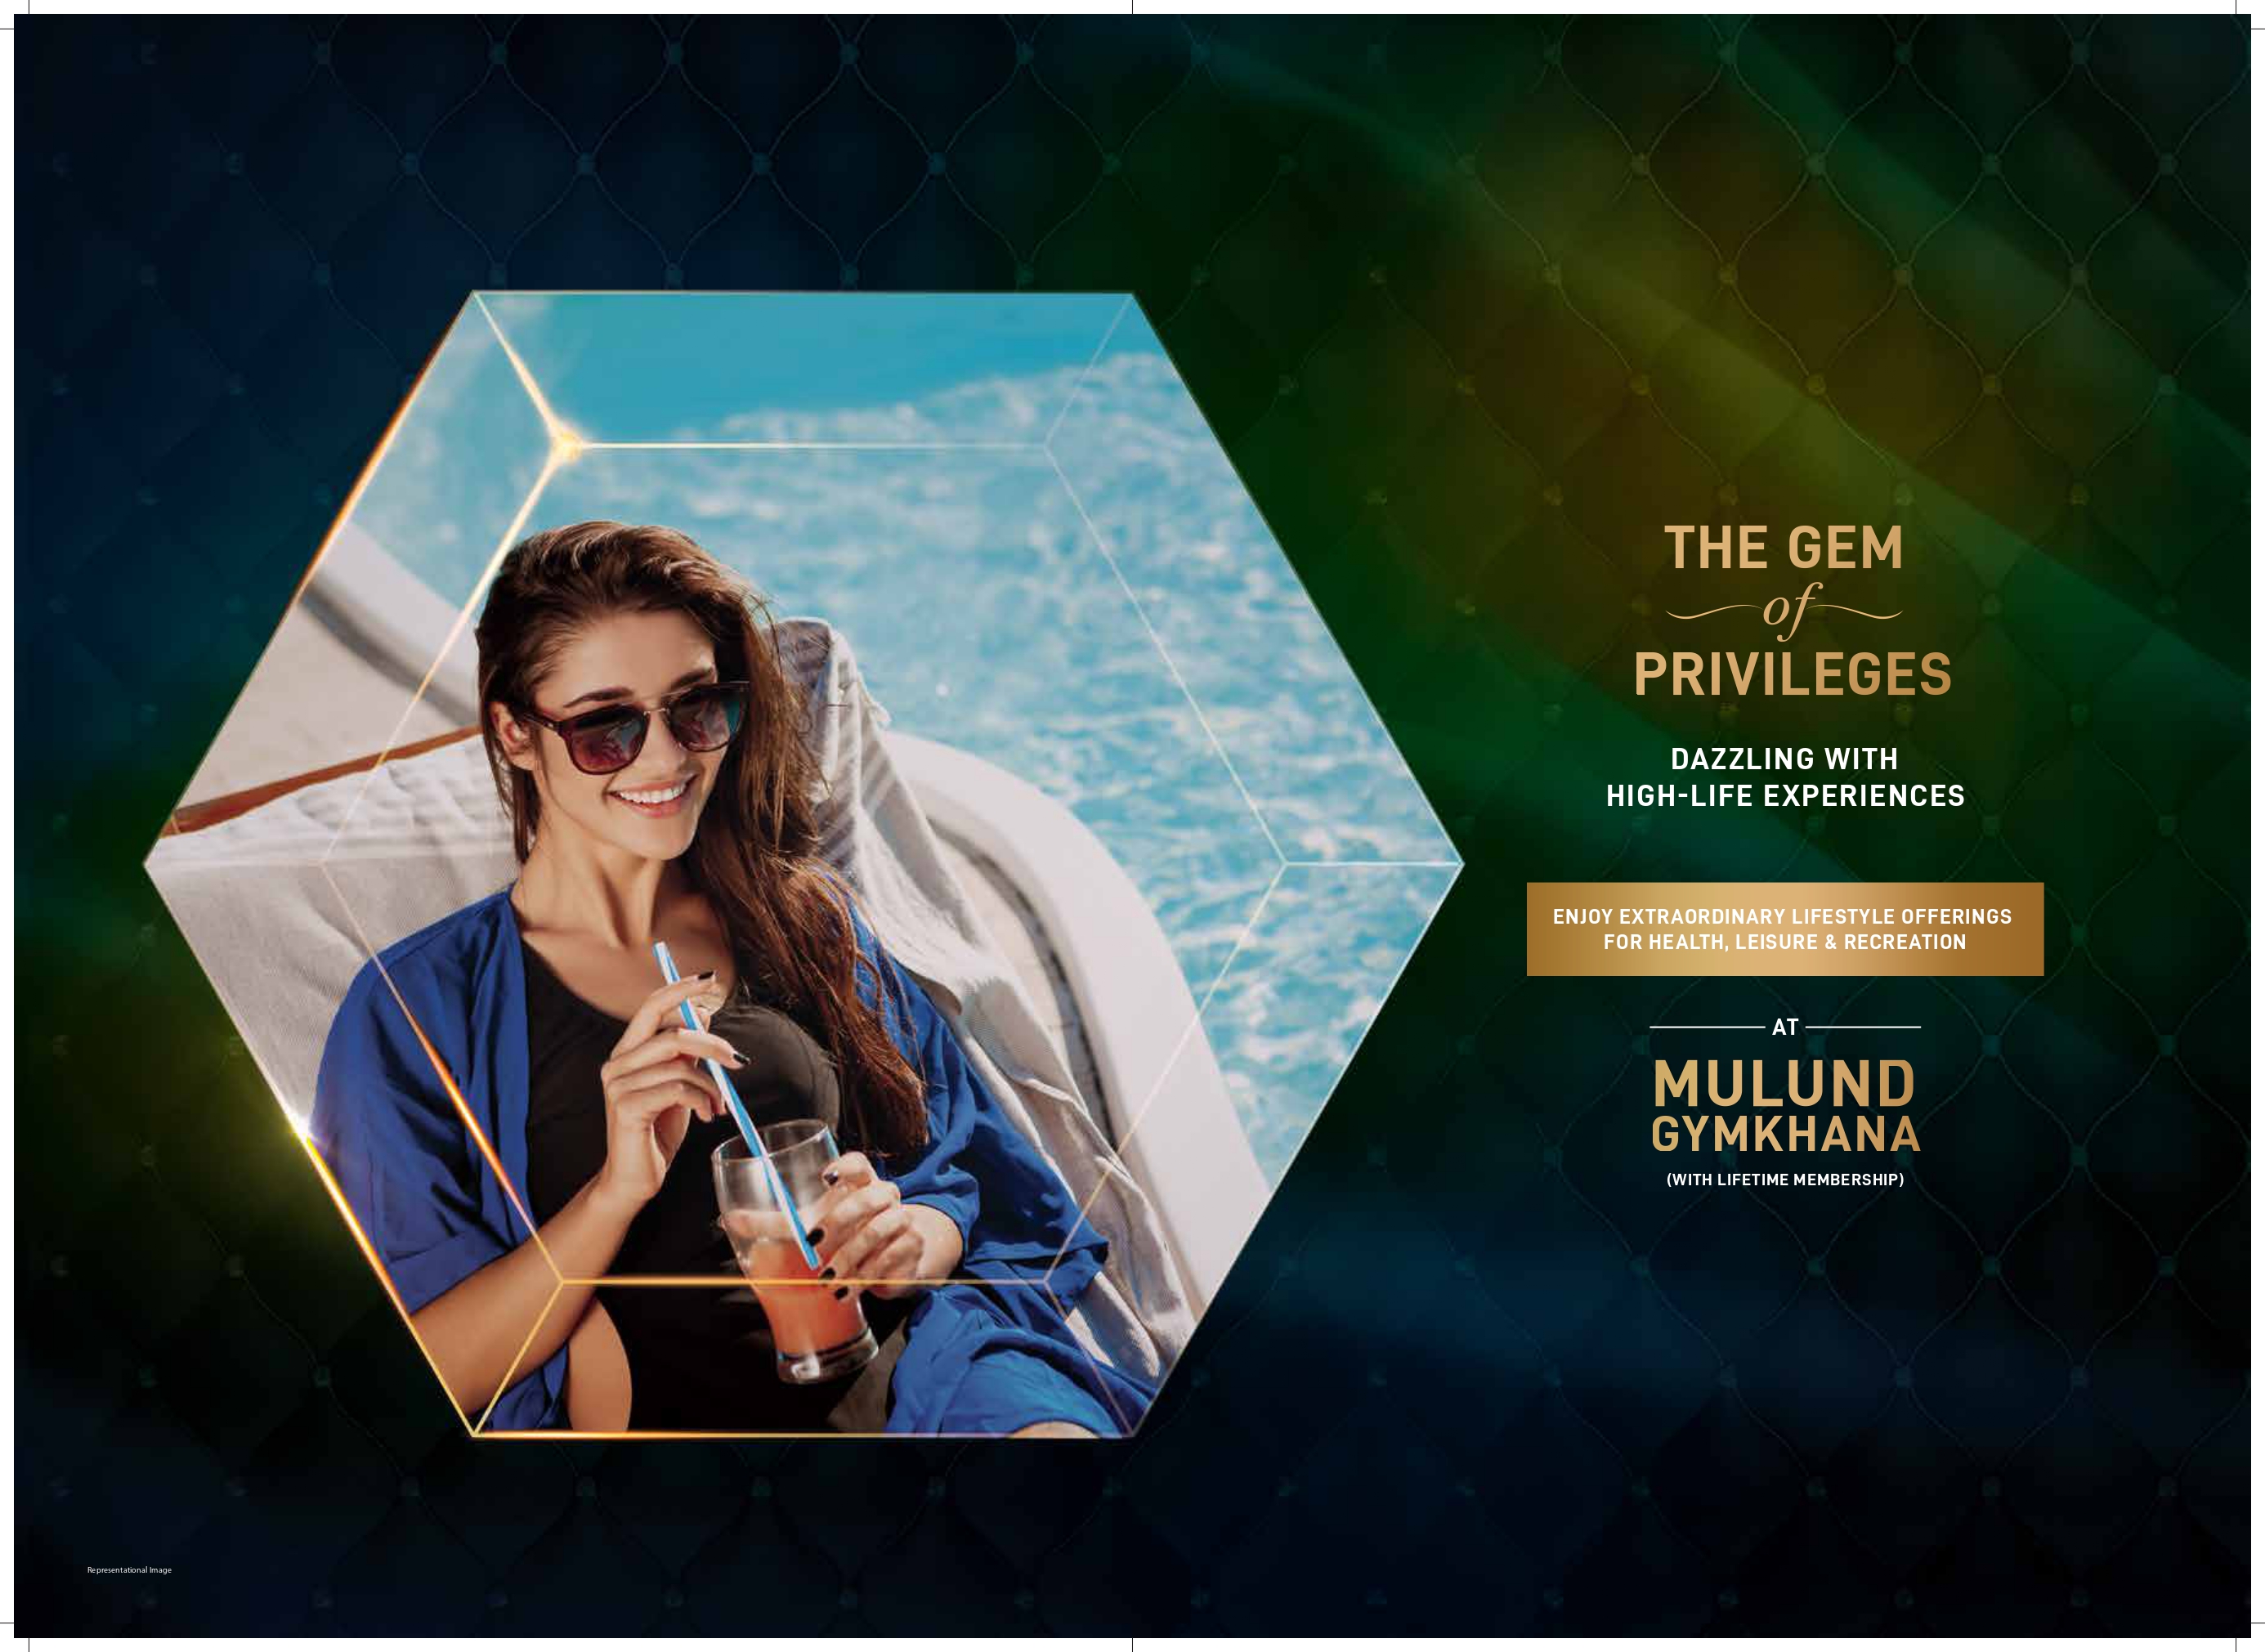 THE GEM
of
PRIVILEGES
DAZZLING WITH
HIGH-LIFE EXPERIENCES
ENJOY EXTRAORDINARY LIFESTYLE OFFERINGS
FOR HEALTH, LEISURE & RECREATION
AT
MULUND
GYMKHANA
(WITH LIFETIME MEMBERSHIP)
Representational Image